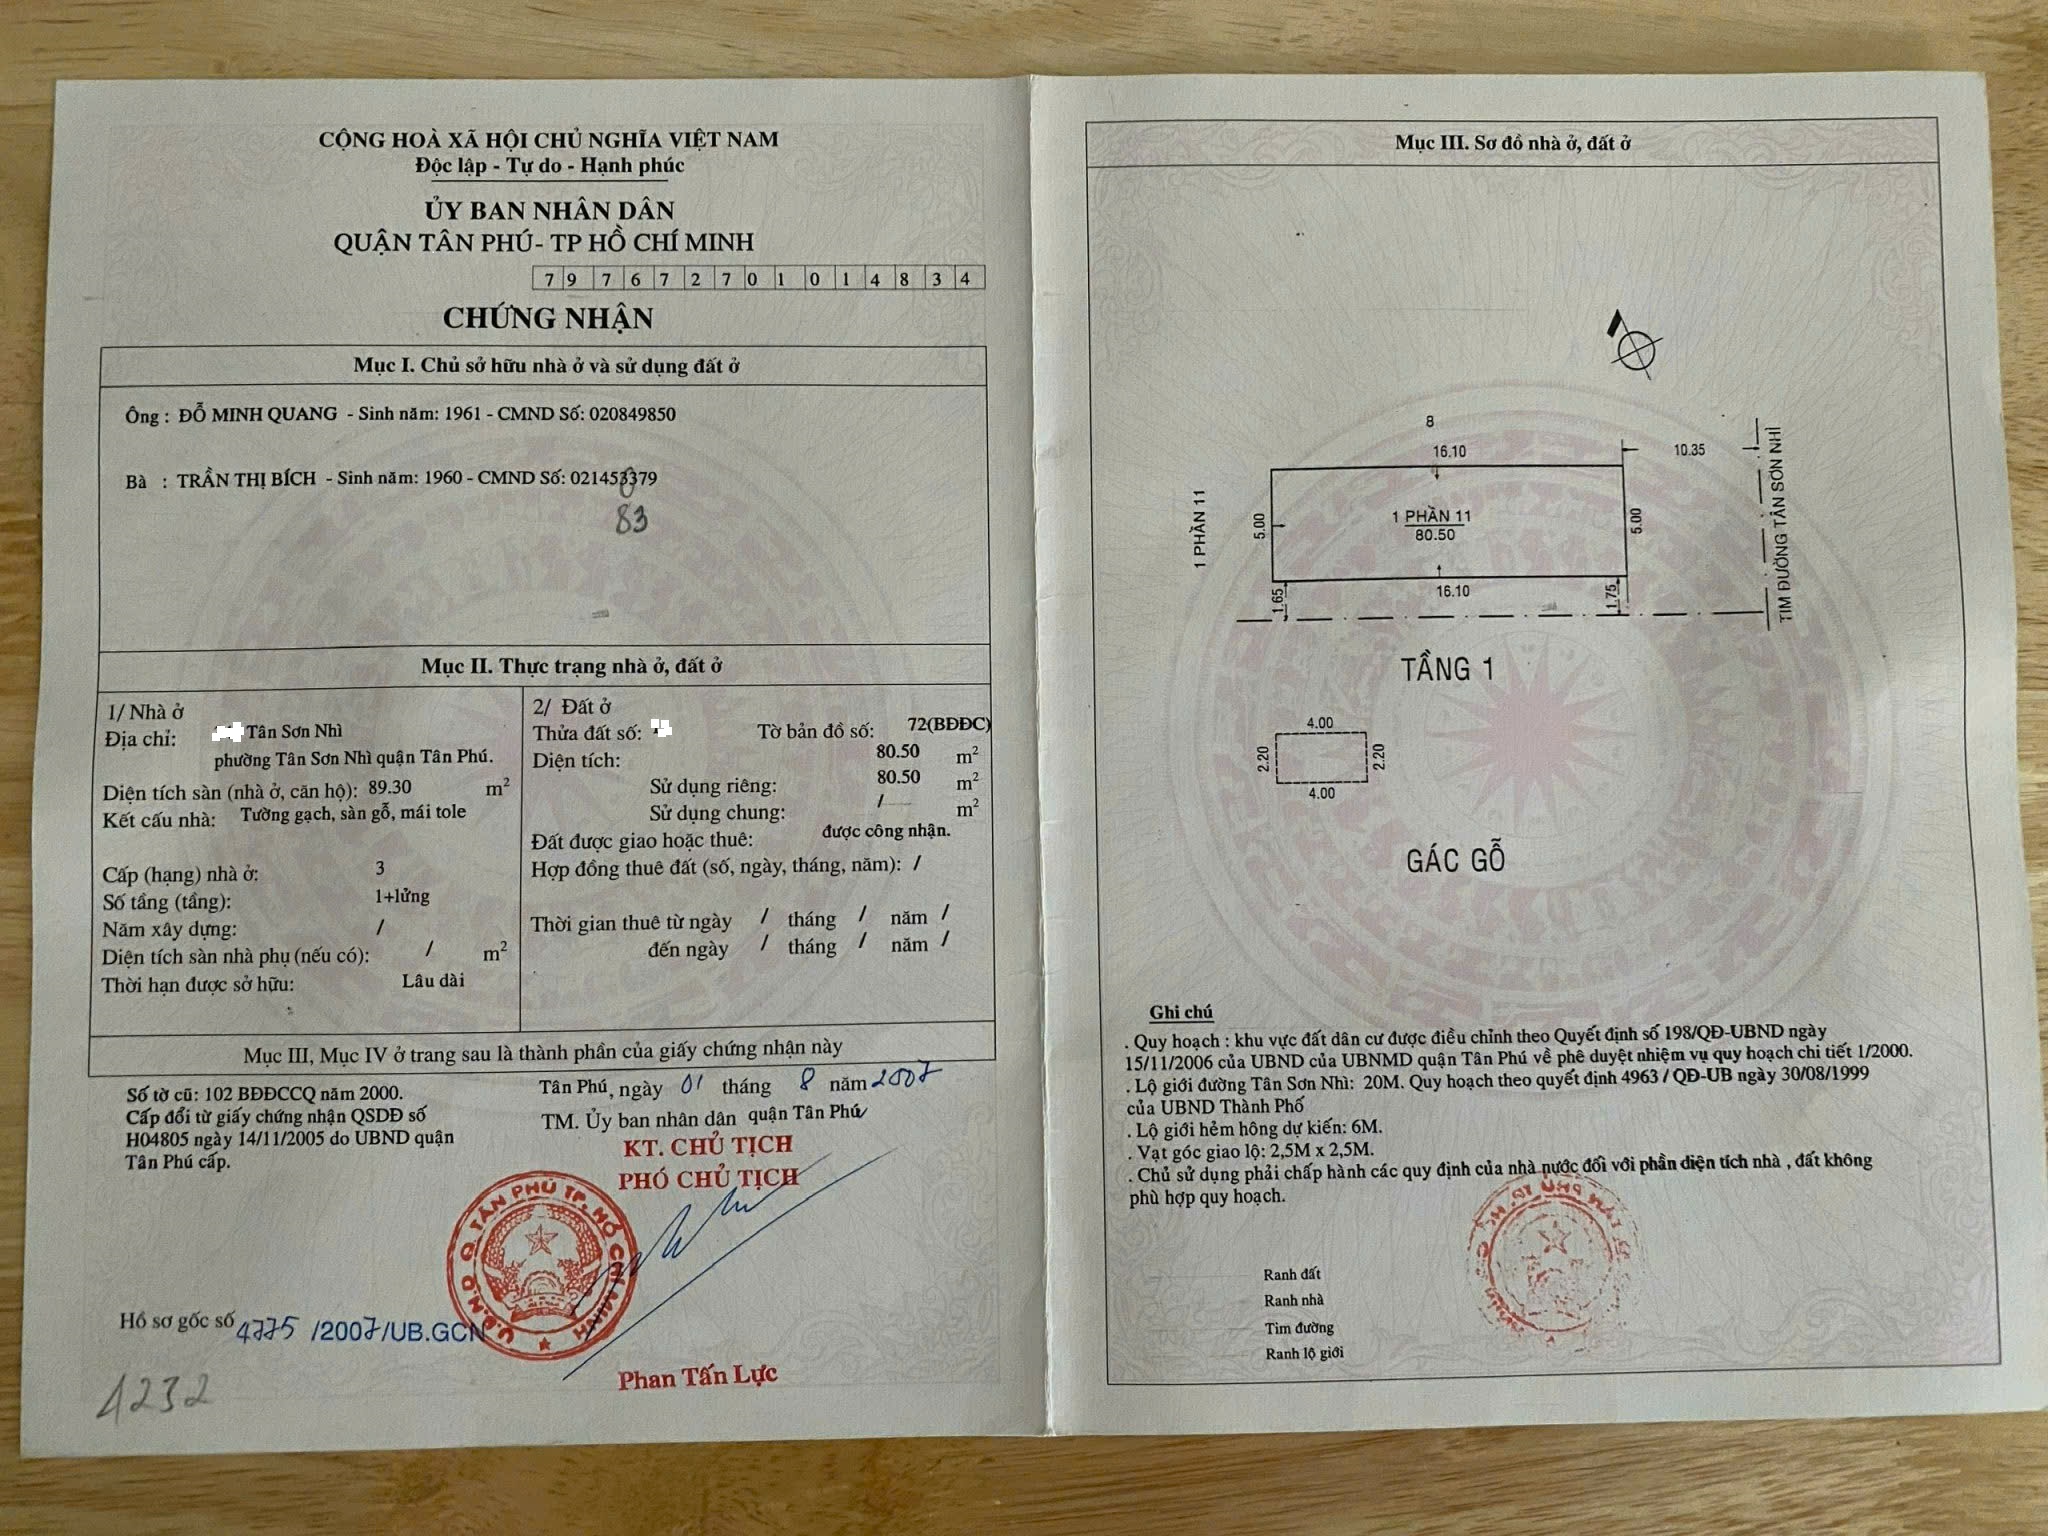 CỘNG HOÀ XÃ HỘI CHỦ NGHĨA VIỆT NAM
Độc lập - Tự do - Hạnh phúc
ỦY BAN NHÂN DÂN
QUẬN TÂN PHÚ- TP HỒ CHÍ MINH
7 9 7 6 7 2 7 0 1 0 1 4 8 3 4
CHỨNG NHẬN
Mục I. Chủ sở hữu nhà ở và sử dụng đất ở
Ông : ĐỖ MINH QUANG - Sinh năm: 1961 - CMND Số: 020849850
Bà : TRẦN THỊ BÍCH - Sinh năm: 1960 - CMND Số: 021453379
83
Mục II. Thực trạng nhà ở, đất ở
1/ Nhà ở
Địa chỉ: Tân Sơn Nhì
phường Tân Sơn Nhì quận Tân Phú.
Diện tích sàn (nhà ở, căn hộ): 89.30 m²
Kết cấu nhà: Tường gạch, sàn gỗ, mái tole
Cấp (hạng) nhà ở: 3
Số tầng (tầng): 1+lửng
Năm xây dựng: /
Diện tích sàn nhà phụ (nếu có): / m²
Thời hạn được sở hữu: Lâu dài
2/ Đất ở
Thửa đất số: Tờ bản đồ số: 72(BĐĐC)
Diện tích: 80.50 m²
Sử dụng riêng: 80.50 m²
Sử dụng chung: / m²
Đất được giao hoặc thuê: được công nhận.
Hợp đồng thuê đất (số, ngày, tháng, năm): /
Thời gian thuê từ ngày / tháng / năm /
đến ngày / tháng / năm /
Mục III, Mục IV ở trang sau là thành phần của giấy chứng nhận này
Số tờ cũ: 102 BĐĐCCQ năm 2000.
Cấp đổi từ giấy chứng nhận QSDĐ số
H04805 ngày 14/11/2005 do UBND quận
Tân Phú cấp.
Tân Phú, ngày 01 tháng 8 năm 2007
TM. Ủy ban nhân dân quận Tân Phú
KT. CHỦ TỊCH
PHÓ CHỦ TỊCH
U.B.N.D Q. TÂN PHÚ TP. HỒ CHÍ MINH
Phan Tấn Lực
Hồ sơ gốc số 4775 /2007/UB.GCN
1232
Mục III. Sơ đồ nhà ở, đất ở
8
16.10
10.35
1 PHẦN 11
5.00
1 PHẦN 11
80.50
5.00
TIM ĐƯỜNG TÂN SƠN NHÌ
16.10
1.65
1.75
TẦNG 1
4.00
2.20
2.20
4.00
GÁC GỖ
Ghi chú
. Quy hoạch : khu vực đất dân cư được điều chỉnh theo Quyết định số 198/QĐ-UBND ngày
15/11/2006 của UBND của UBNMD quận Tân Phú về phê duyệt nhiệm vụ quy hoạch chi tiết 1/2000.
. Lộ giới đường Tân Sơn Nhì: 20M. Quy hoạch theo quyết định 4963 / QĐ-UB ngày 30/08/1999
của UBND Thành Phố
. Lộ giới hẻm hông dự kiến: 6M.
. Vạt góc giao lộ: 2,5M x 2,5M.
. Chủ sử dụng phải chấp hành các quy định của nhà nước đối với phần diện tích nhà , đất không
phù hợp quy hoạch.
Ranh đất
Ranh nhà
Tim đường
Ranh lộ giới